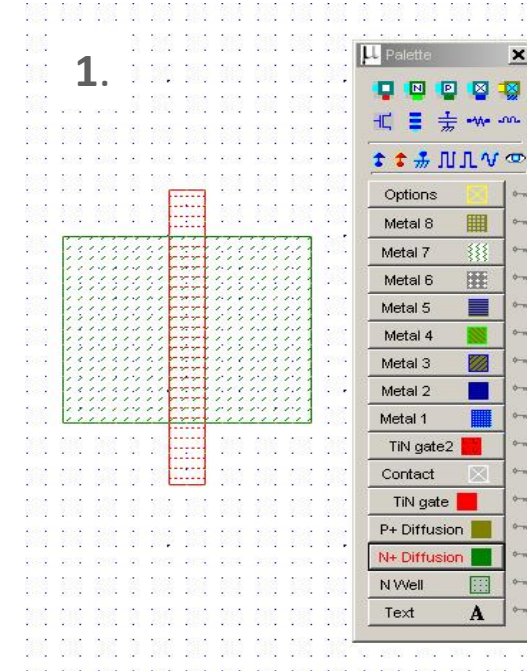 1.
Palette
N P
Options
Metal 8
Metal 7
Metal 6
Metal 5
Metal 4
Metal 3
Metal 2
Metal 1
TiN gate2
Contact
TiN gate
P+ Diffusion
N+ Diffusion
N Well
Text A